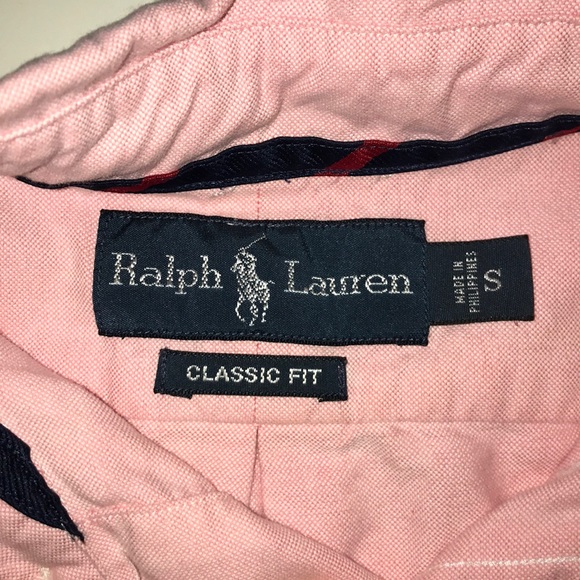 Ralph Lauren
MADE IN
PHILIPPINES
S
CLASSIC FIT